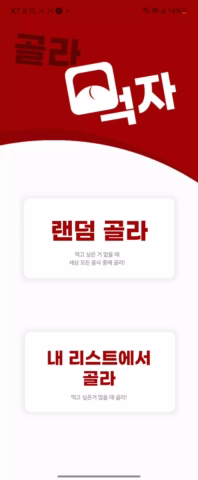 골라
먹자
랜덤 골라
먹고 싶은 거 없을 때
세상 모든 음식 중에 골라!
내 리스트에서
골라
먹고 싶은거 많을 때 골라!